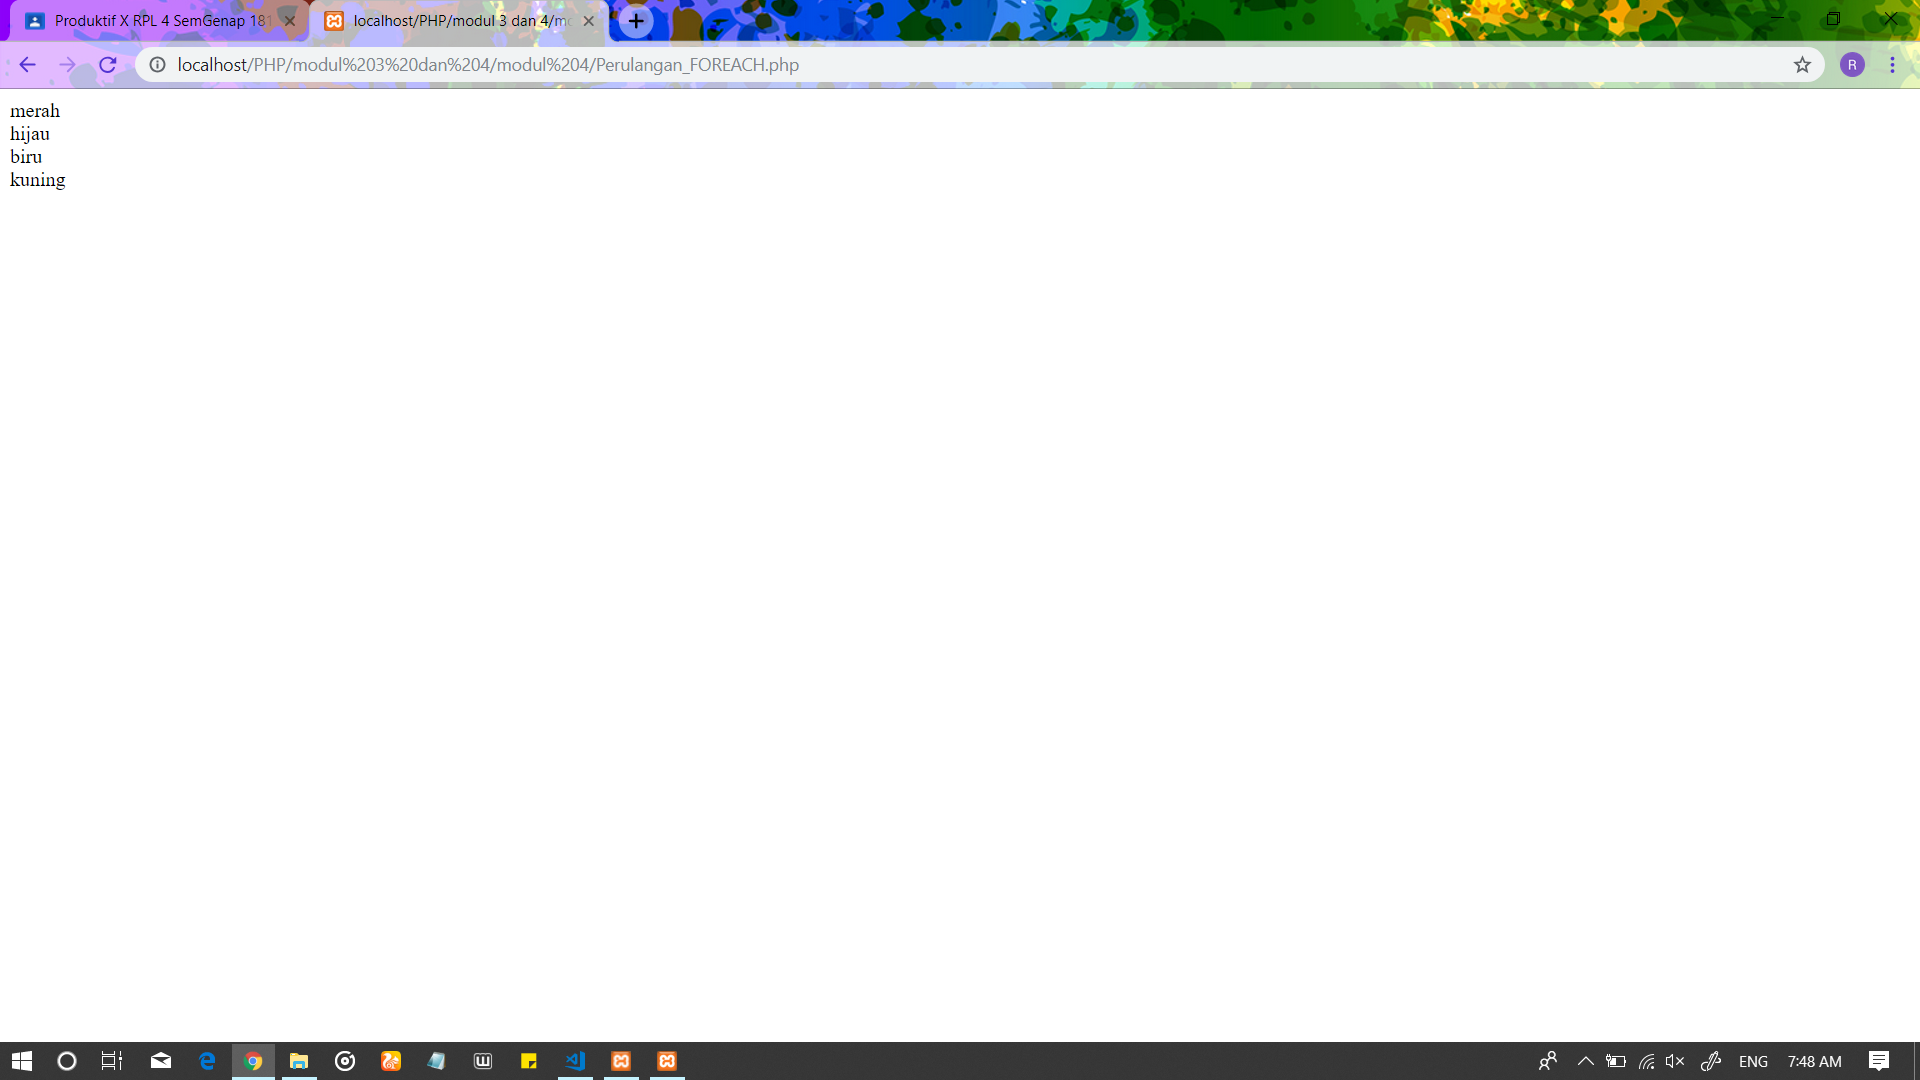 Produktif X RPL 4 SemGenap 181
localhost/PHP/modul 3 dan 4/mo
localhost/PHP/modul%203%20dan%204/modul%204/Perulangan_FOREACH.php
R
merah
hijau
biru
kuning
ENG
7:48 AM